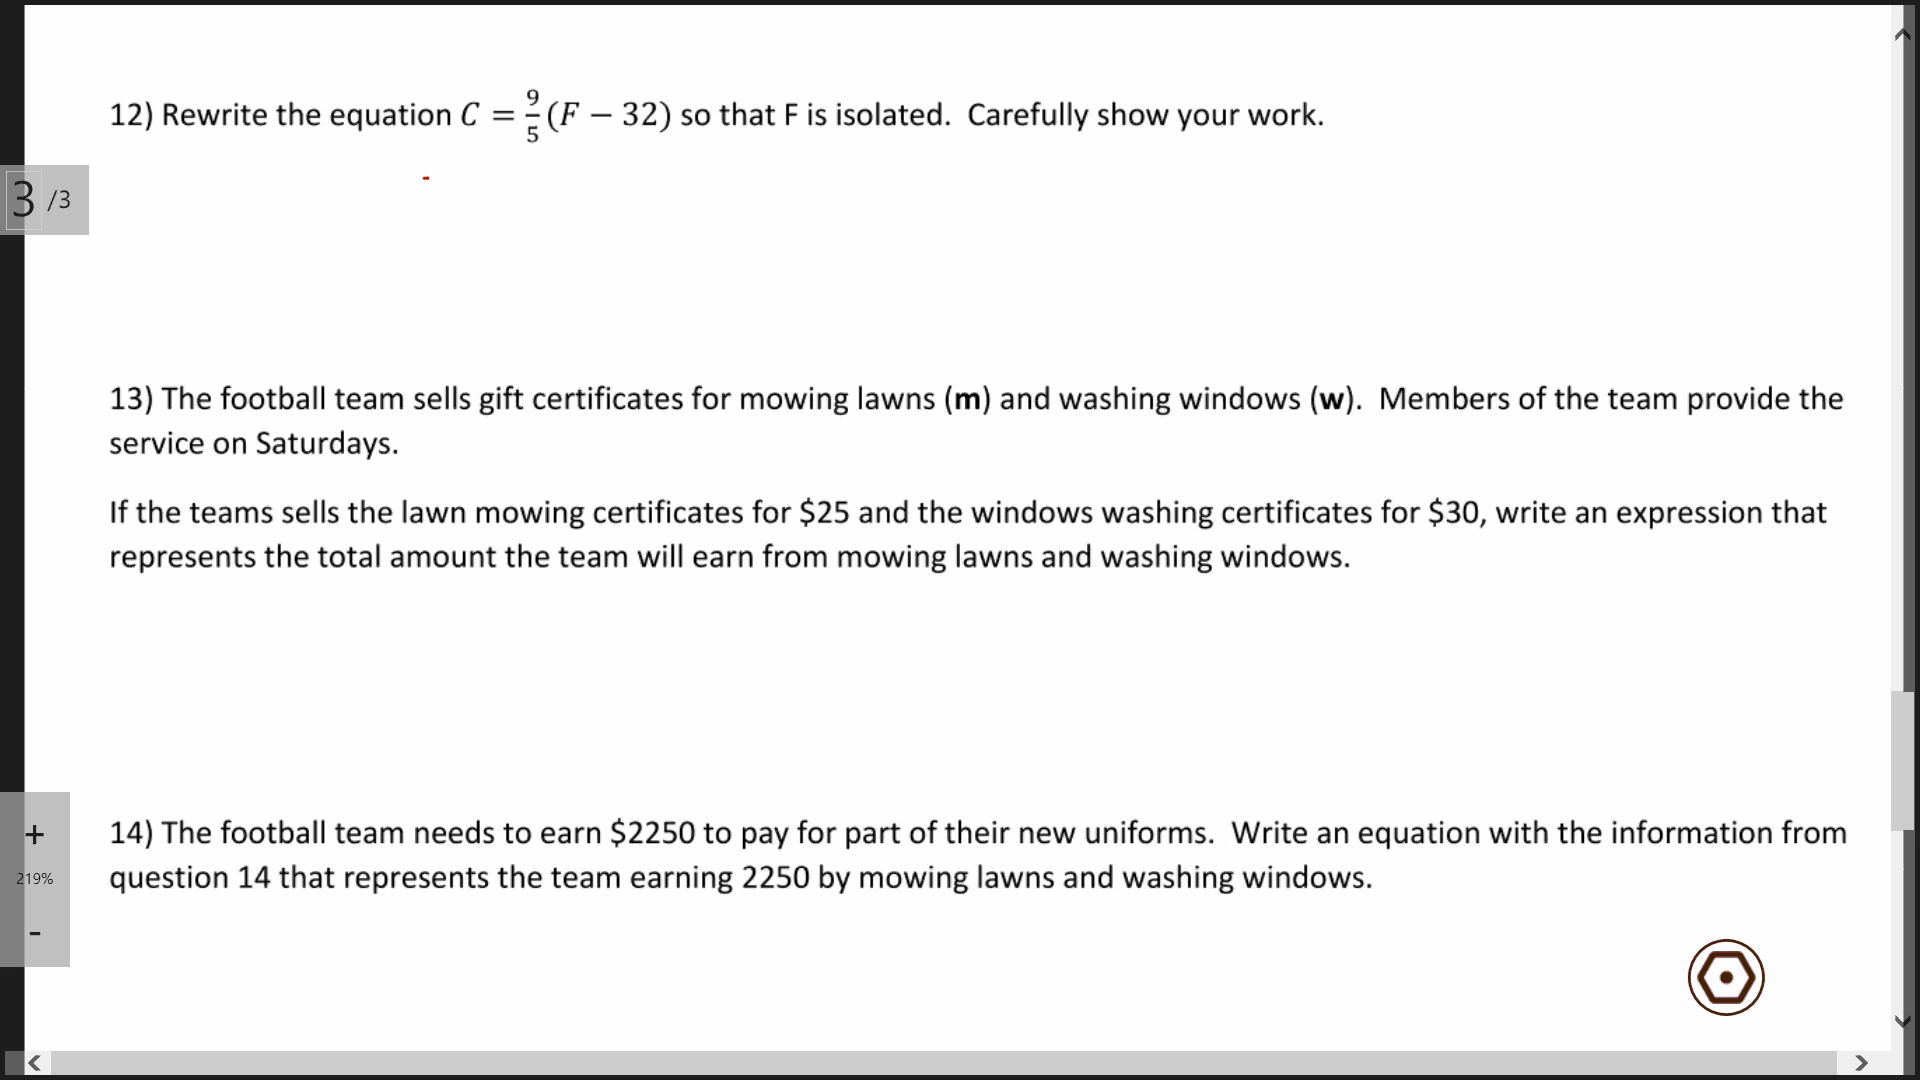 12) Rewrite the equation C = 9/5 (F − 32) so that F is isolated.  Carefully show your work.
3 /3
13) The football team sells gift certificates for mowing lawns (m) and washing windows (w).  Members of the team provide the
service on Saturdays.
If the teams sells the lawn mowing certificates for $25 and the windows washing certificates for $30, write an expression that
represents the total amount the team will earn from mowing lawns and washing windows.
+
219%
-
14) The football team needs to earn $2250 to pay for part of their new uniforms.  Write an equation with the information from
question 14 that represents the team earning 2250 by mowing lawns and washing windows.